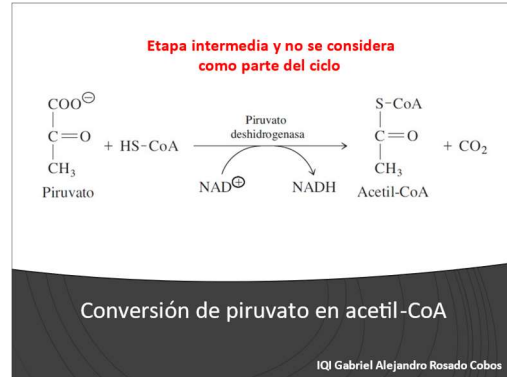 Etapa intermedia y no se considera
como parte del ciclo
COO⊖
C=O
CH₃
Piruvato
+ HS-CoA
Piruvato
deshidrogenasa
NAD⊕
NADH
S-CoA
C=O
CH₃
Acetil-CoA
+ CO₂
Conversión de piruvato en acetil-CoA
IQI Gabriel Alejandro Rosado Cobos